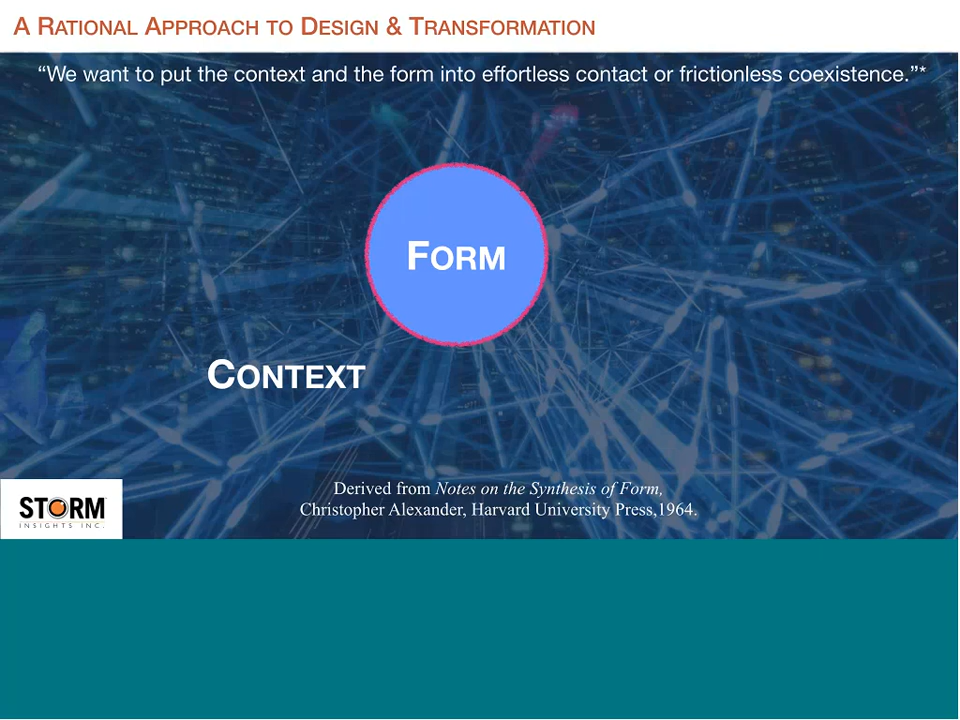 A Rational Approach to Design & Transformation
“We want to put the context and the form into effortless contact or frictionless coexistence.”*
Form
Context
Derived from Notes on the Synthesis of Form,
Christopher Alexander, Harvard University Press,1964.
STORM
INSIGHTS INC.